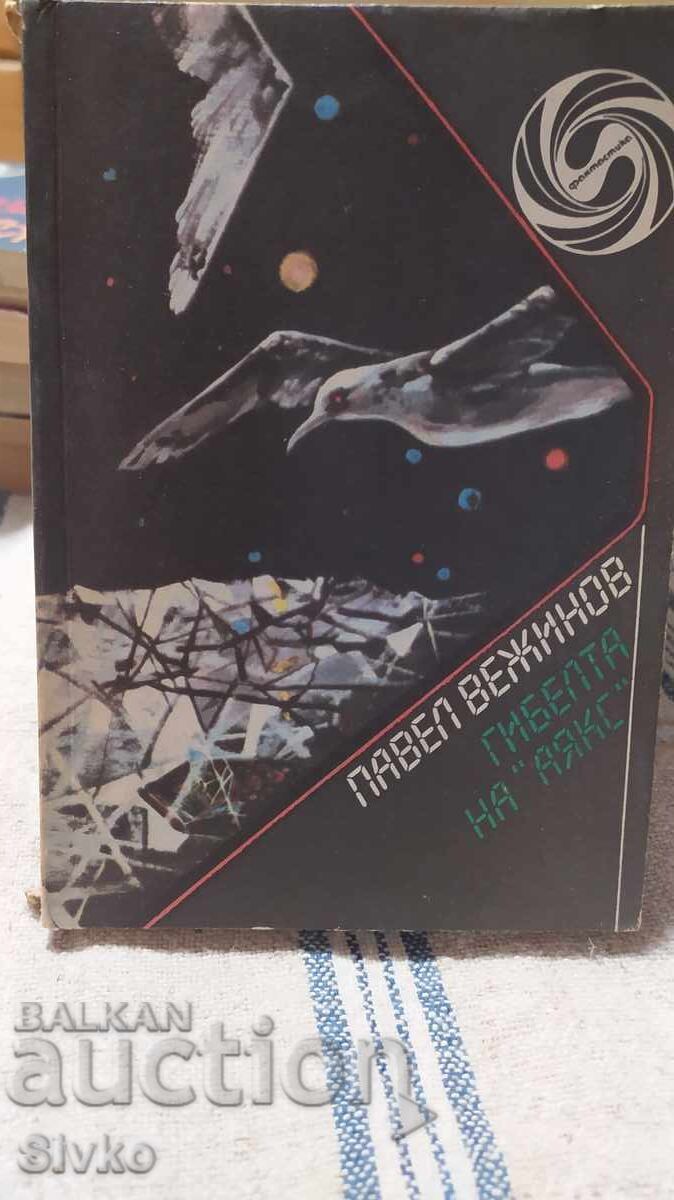 фантастика
ПАВЕЛ ВЕЖИНОВ
ГИБЕЛТА
НА "АЯКС"
BALKAN
auction
Sivko